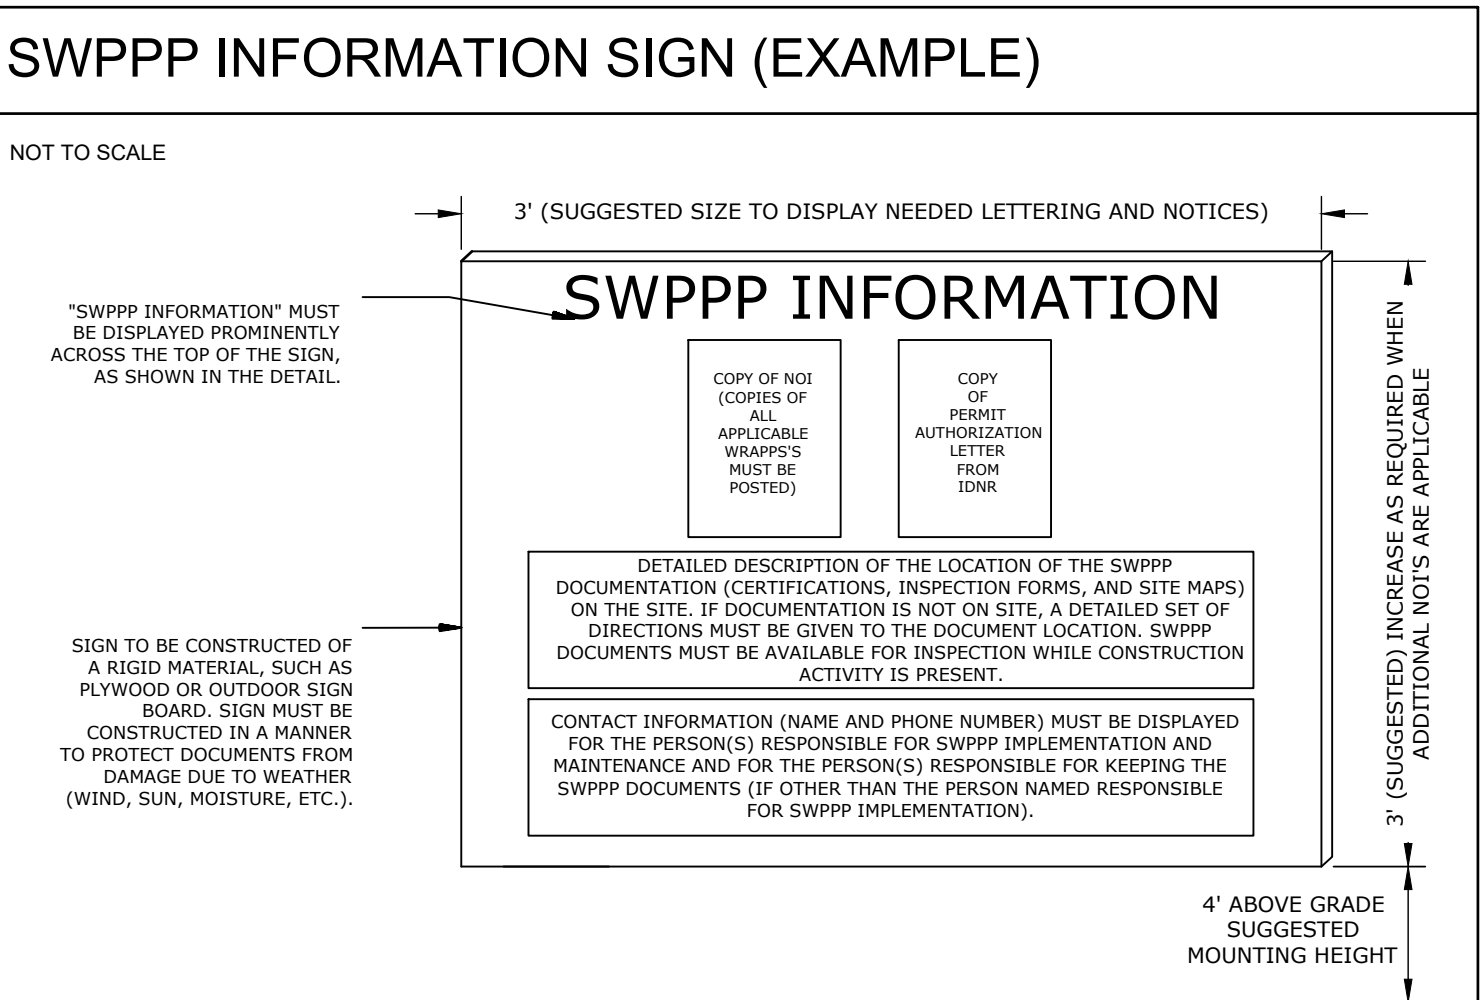 SWPPP INFORMATION SIGN (EXAMPLE)
NOT TO SCALE
3' (SUGGESTED SIZE TO DISPLAY NEEDED LETTERING AND NOTICES)
"SWPPP INFORMATION" MUST
BE DISPLAYED PROMINENTLY
ACROSS THE TOP OF THE SIGN,
AS SHOWN IN THE DETAIL.
SWPPP INFORMATION
COPY OF NOI
(COPIES OF
ALL
APPLICABLE
WRAPPS'S
MUST BE
POSTED)
COPY
OF
PERMIT
AUTHORIZATION
LETTER
FROM
IDNR
DETAILED DESCRIPTION OF THE LOCATION OF THE SWPPP
DOCUMENTATION (CERTIFICATIONS, INSPECTION FORMS, AND SITE MAPS)
ON THE SITE. IF DOCUMENTATION IS NOT ON SITE, A DETAILED SET OF
DIRECTIONS MUST BE GIVEN TO THE DOCUMENT LOCATION. SWPPP
DOCUMENTS MUST BE AVAILABLE FOR INSPECTION WHILE CONSTRUCTION
ACTIVITY IS PRESENT.
SIGN TO BE CONSTRUCTED OF
A RIGID MATERIAL, SUCH AS
PLYWOOD OR OUTDOOR SIGN
BOARD. SIGN MUST BE
CONSTRUCTED IN A MANNER
TO PROTECT DOCUMENTS FROM
DAMAGE DUE TO WEATHER
(WIND, SUN, MOISTURE, ETC.).
CONTACT INFORMATION (NAME AND PHONE NUMBER) MUST BE DISPLAYED
FOR THE PERSON(S) RESPONSIBLE FOR SWPPP IMPLEMENTATION AND
MAINTENANCE AND FOR THE PERSON(S) RESPONSIBLE FOR KEEPING THE
SWPPP DOCUMENTS (IF OTHER THAN THE PERSON NAMED RESPONSIBLE
FOR SWPPP IMPLEMENTATION).
3' (SUGGESTED) INCREASE AS REQUIRED WHEN
ADDITIONAL NOI'S ARE APPLICABLE
4' ABOVE GRADE
SUGGESTED
MOUNTING HEIGHT